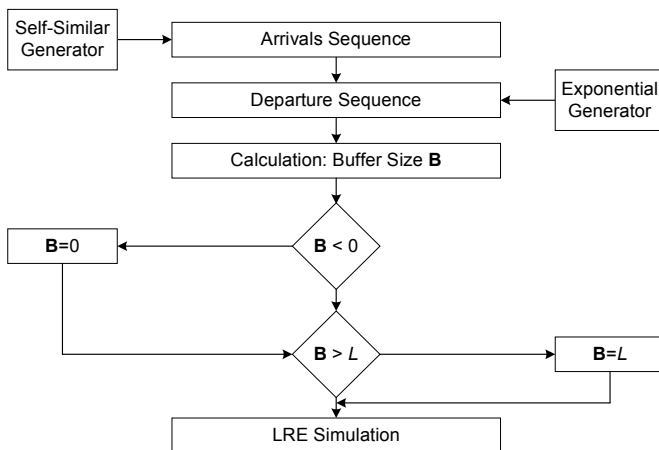 Self-Similar
Generator
Arrivals Sequence
Departure Sequence
Exponential
Generator
Calculation: Buffer Size B
B=0
B < 0
B > L
B=L
LRE Simulation